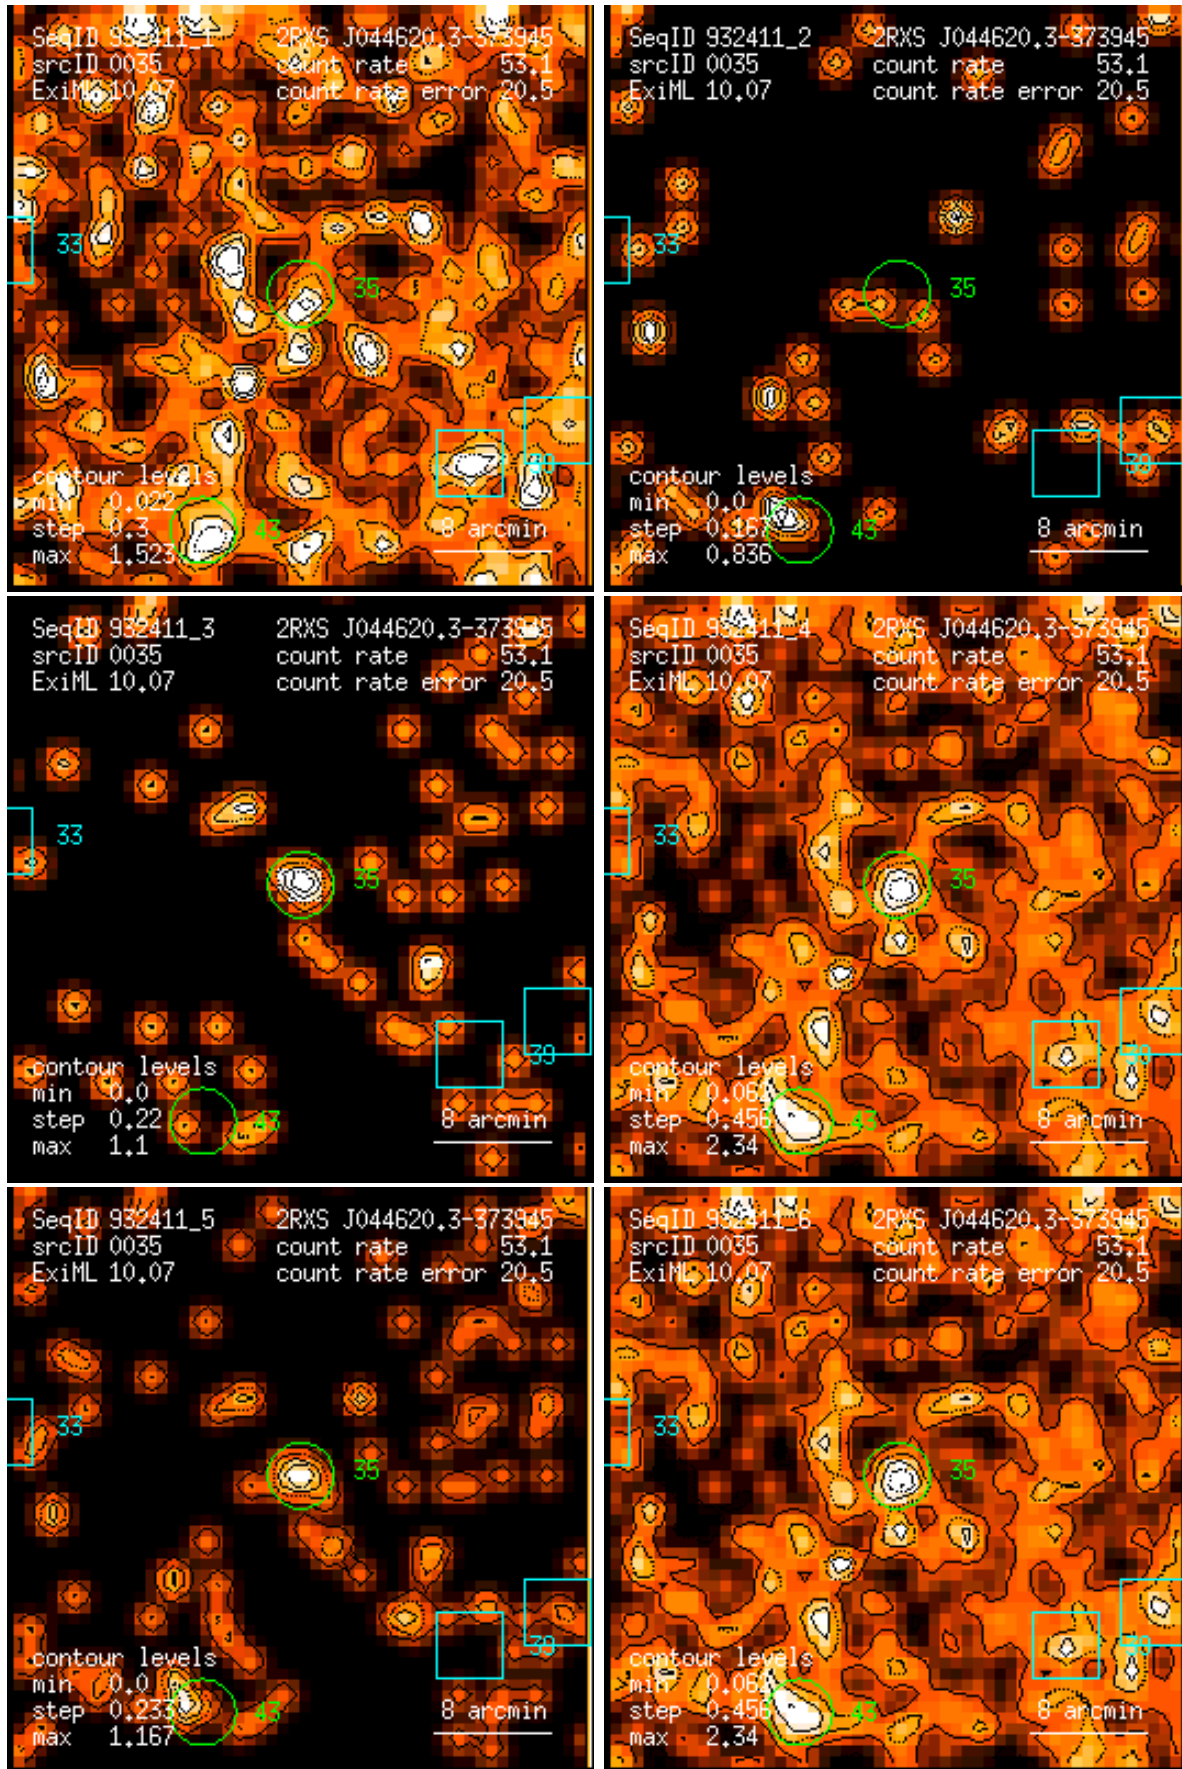 SeqID 932411_1 2RXS J044620.3-373945
srcID 0035 count rate 53.1
ExiML 10.07 count rate error 20.5
33
35
39
contour levels
min 0.022
step 0.3 43 8 arcmin
max 1.523
SeqID 932411_2 2RXS J044620.3-373945
srcID 0035 count rate 53.1
ExiML 10.07 count rate error 20.5
33
35
39
contour levels
min 0.0
step 0.167 43 8 arcmin
max 0.836
SeqID 932411_3 2RXS J044620.3-373945
srcID 0035 count rate 53.1
ExiML 10.07 count rate error 20.5
33
35
39
contour levels
min 0.0
step 0.22 43 8 arcmin
max 1.1
SeqID 932411_4 2RXS J044620.3-373945
srcID 0035 count rate 53.1
ExiML 10.07 count rate error 20.5
33
35
39
contour levels
min
step 0.456 43 8 arcmin
max 2.34
SeqID 932411_5 2RXS J044620.3-373945
srcID 0035 count rate 53.1
ExiML 10.07 count rate error 20.5
33
35
39
contour levels
min 0.0
step 0.233 43 8 arcmin
max 1.167
SeqID 932411_6 2RXS J044620.3-373945
srcID 0035 count rate 53.1
ExiML 10.07 count rate error 20.5
33
35
39
contour levels
min
step 0.456 43 8 arcmin
max 2.34